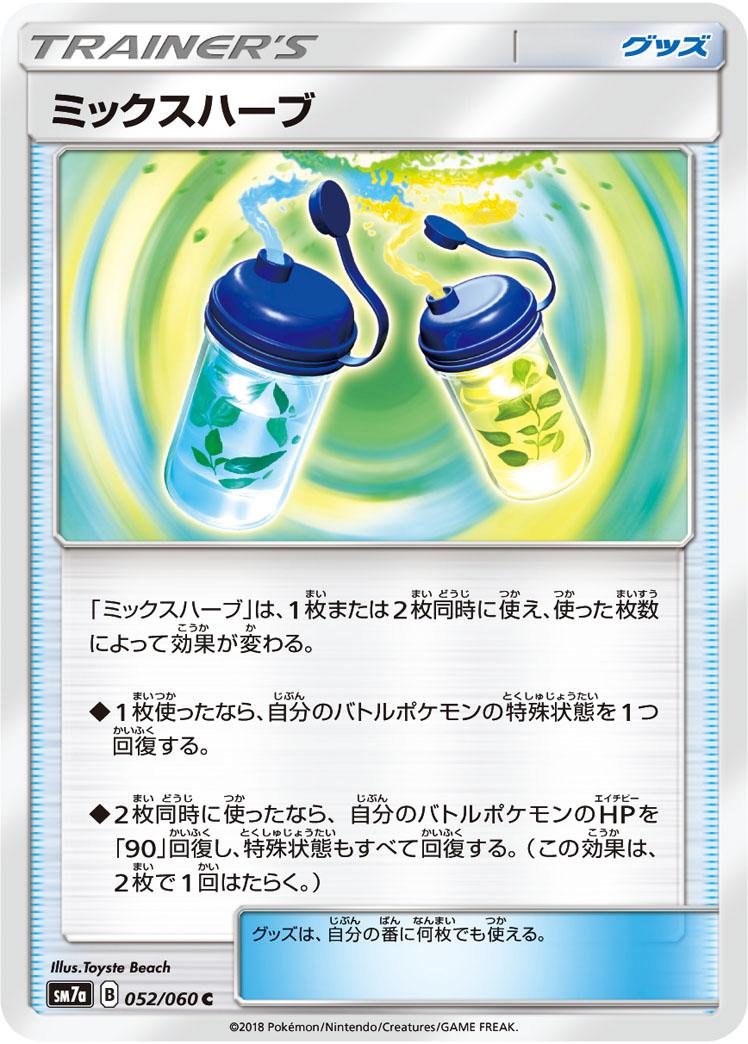 TRAINER'S
グッズ
ミックスハーブ
「ミックスハーブ」は、1枚または2枚同時に使え、使った枚数
によって効果が変わる。
◆1枚使ったなら、自分のバトルポケモンの特殊状態を1つ
回復する。
◆2枚同時に使ったなら、自分のバトルポケモンのHPを
「90」回復し、特殊状態もすべて回復する。(この効果は、
2枚で1回はたらく。)
グッズは、自分の番に何枚でも使える。
Illus.Toyste Beach
SM7a B 052/060 C
©2018 Pokémon/Nintendo/Creatures/GAME FREAK.